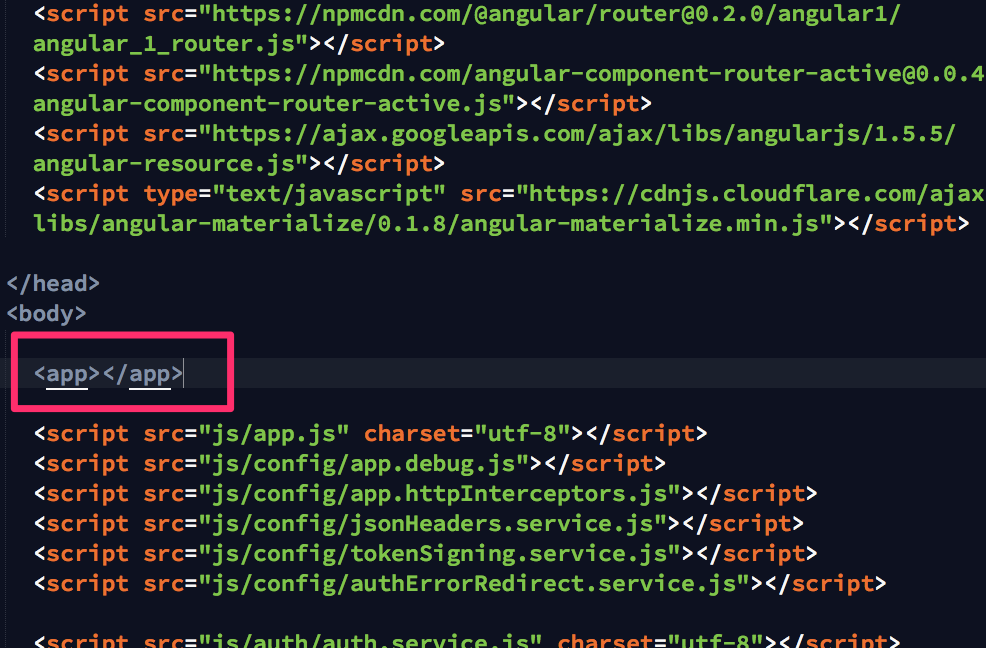 <script src="https://npmcdn.com/@angular/router@0.2.0/angular1/
angular_1_router.js"></script>
<script src="https://npmcdn.com/angular-component-router-active@0.0.4
angular-component-router-active.js"></script>
<script src="https://ajax.googleapis.com/ajax/libs/angularjs/1.5.5/
angular-resource.js"></script>
<script type="text/javascript" src="https://cdnjs.cloudflare.com/ajax
libs/angular-materialize/0.1.8/angular-materialize.min.js"></script>
</head>
<body>
<app></app>
<script src="js/app.js" charset="utf-8"></script>
<script src="js/config/app.debug.js"></script>
<script src="js/config/app.httpInterceptors.js"></script>
<script src="js/config/jsonHeaders.service.js"></script>
<script src="js/config/tokenSigning.service.js"></script>
<script src="js/config/authErrorRedirect.service.js"></script>
<script src="js/auth/auth.service.js" charset="utf-8"></script>